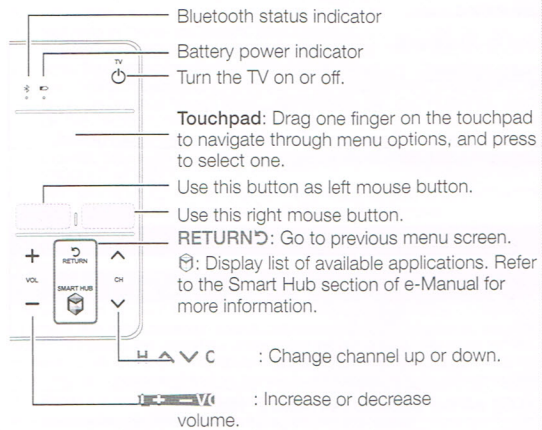 Bluetooth status indicator
Battery power indicator
TV
Turn the TV on or off.
Touchpad: Drag one finger on the touchpad
to navigate through menu options, and press
to select one.
Use this button as left mouse button.
Use this right mouse button.
RETURN: Go to previous menu screen.
: Display list of available applications. Refer
to the Smart Hub section of e-Manual for
more information.
RETURN
VOL
CH
SMART HUB
: Change channel up or down.
: Increase or decrease
volume.